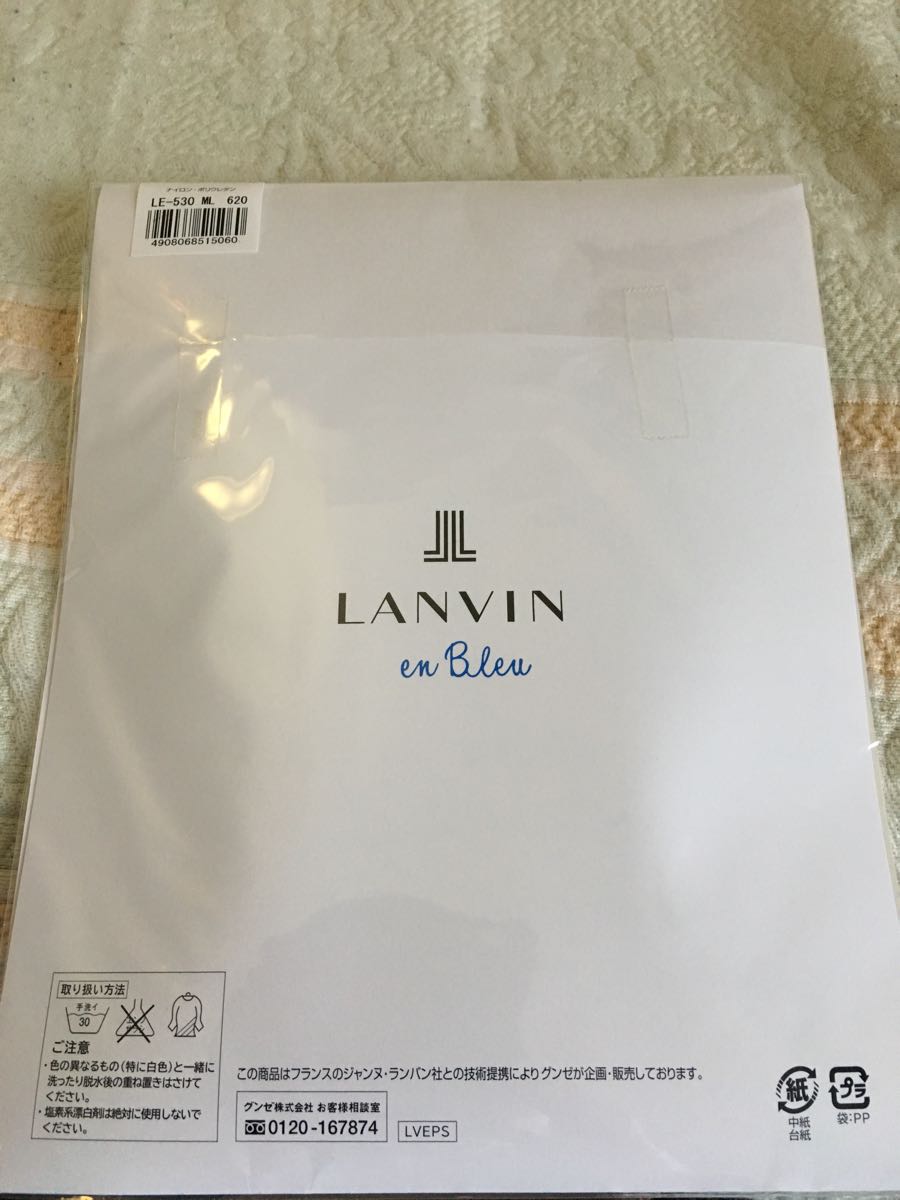 ナイロン・ポリウレタン
LE-530 ML 620
4908068515060
LANVIN
en Bleu
取り扱い方法
手洗イ
30
ご注意
・色の異なるもの(特に白色)と一緒に
洗ったり脱水後の重ね置きはさけて
ください。
・塩素系漂白剤は絶対に使用しないで
ください。
この商品はフランスのジャンヌ・ランバン社との技術提携によりグンゼが企画・販売しております。
グンゼ株式会社 お客様相談室
0120-167874
LVEPS
紙
中紙
台紙
プラ
袋:PP